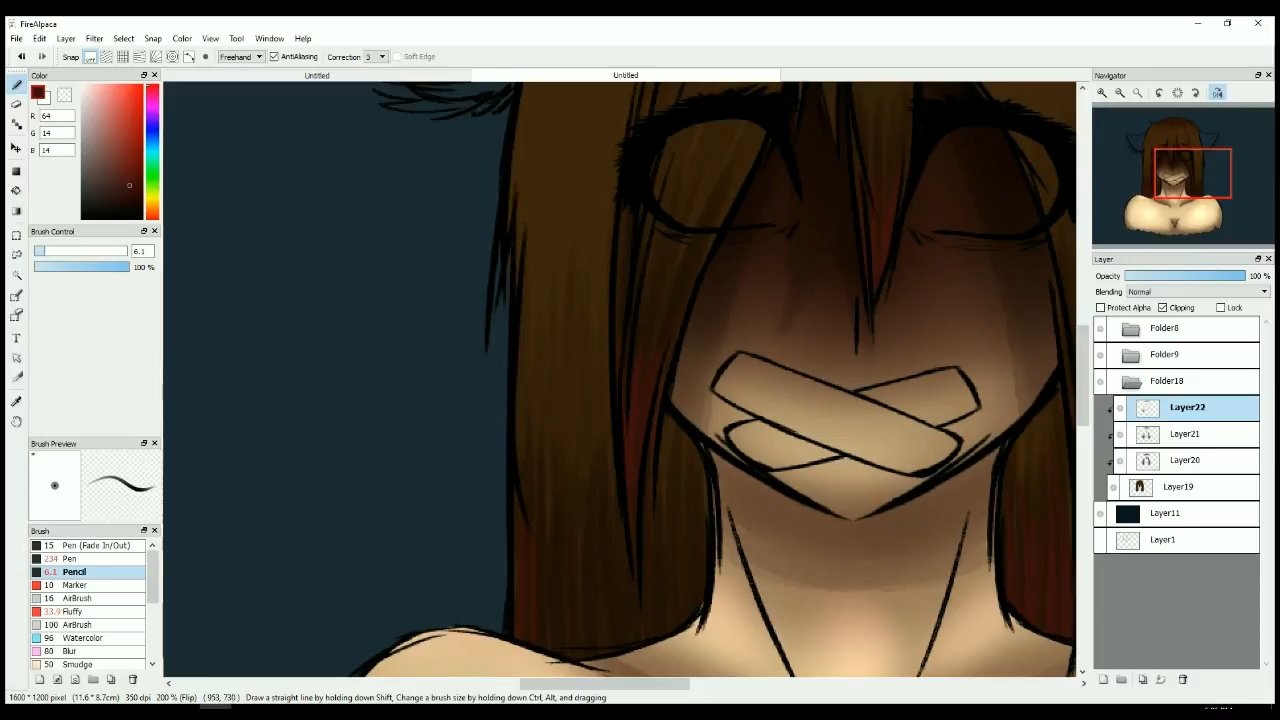 FireAlpaca
File Edit Layer Filter Select Snap Color View Tool Window Help
Snap OFF Freehand AntiAliasing Correction 3 Soft Edge
Color
Untitled
Untitled
Navigator
R 64
G 14
B 14
Brush Control
6.1
100 %
Layer
Opacity 100 %
Blending Normal
Protect Alpha Clipping Lock
Folder8
Folder9
Folder18
Layer22
Layer21
Layer20
Layer19
Layer11
Layer1
Brush Preview
Brush
15 Pen (Fade In/Out)
234 Pen
6.1 Pencil
10 Marker
16 AirBrush
33.9 Fluffy
100 AirBrush
96 Watercolor
80 Blur
50 Smudge
1600 * 1200 pixel (11.6 * 8.7cm) 350 dpi 200 % (Flip) ( 953, 730 ) Draw a straight line by holding down Shift, Change a brush size by holding down Ctrl, Alt, and dragging